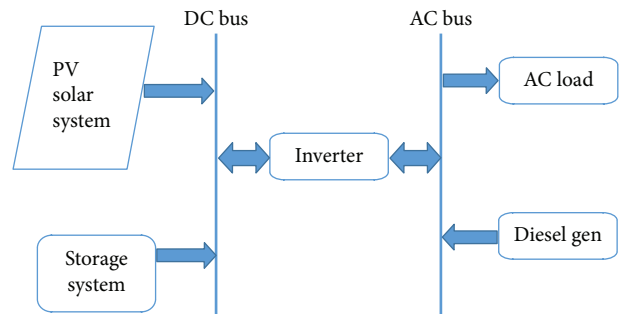 DC bus
AC bus
PV
solar
system
AC load
Inverter
Storage
system
Diesel gen